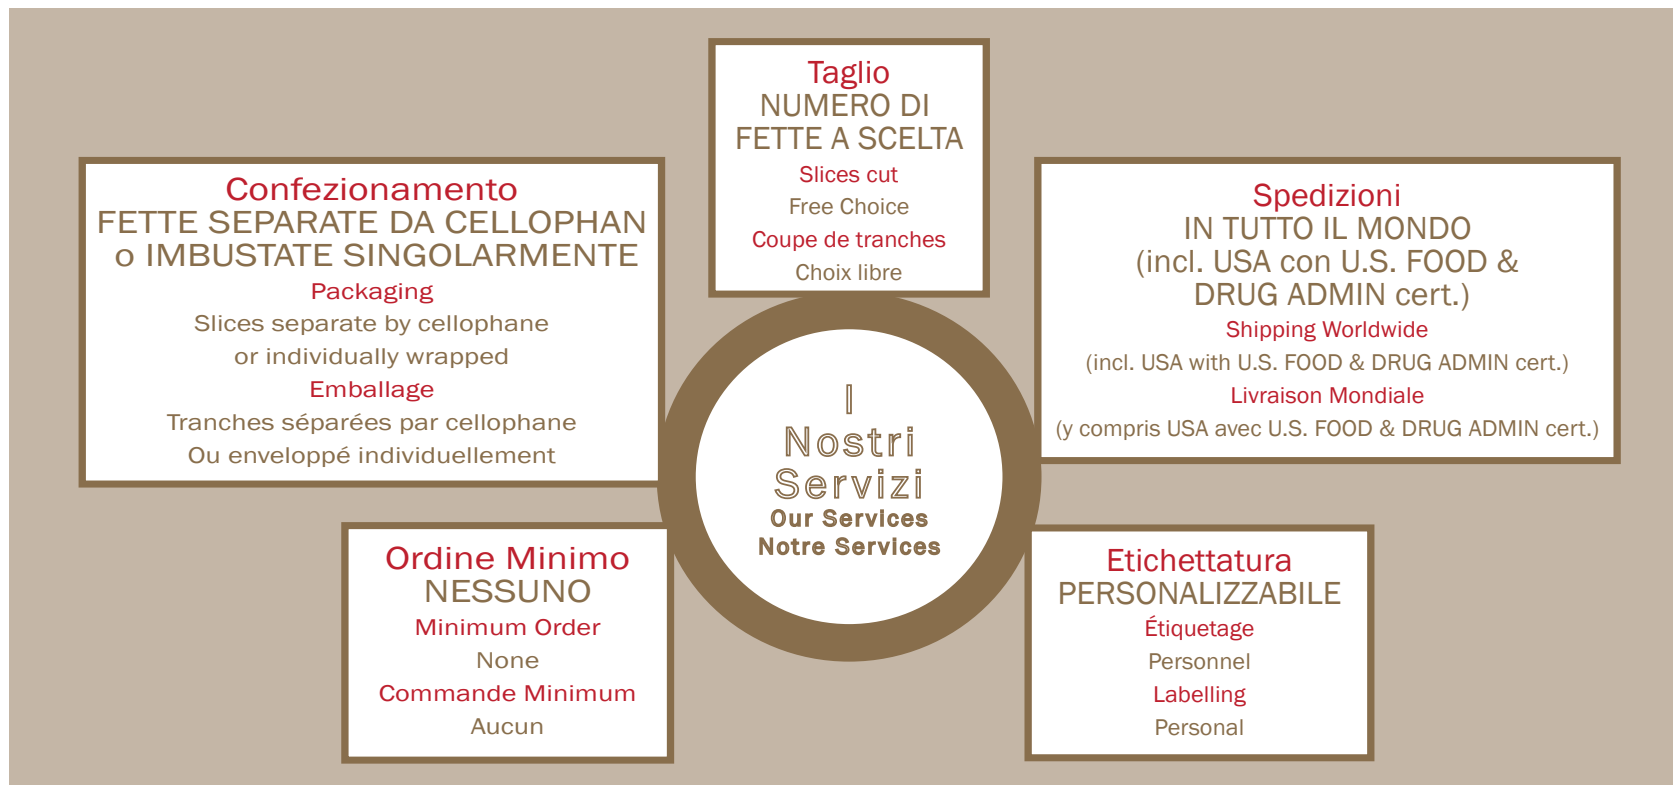 Taglio
NUMERO DI
FETTE A SCELTA
Slices cut
Free Choice
Coupe de tranches
Choix libre
Confezionamento
FETTE SEPARATE DA CELLOPHAN
o IMBUSTATE SINGOLARMENTE
Packaging
Slices separate by cellophane
or individually wrapped
Emballage
Tranches séparées par cellophane
Ou enveloppé individuellement
Spedizioni
IN TUTTO IL MONDO
(incl. USA con U.S. FOOD &
DRUG ADMIN cert.)
Shipping Worldwide
(incl. USA with U.S. FOOD & DRUG ADMIN cert.)
Livraison Mondiale
(y compris USA avec U.S. FOOD & DRUG ADMIN cert.)
I
Nostri
Servizi
Our Services
Notre Services
Ordine Minimo
NESSUNO
Minimum Order
None
Commande Minimum
Aucun
Etichettatura
PERSONALIZZABILE
Étiquetage
Personnel
Labelling
Personal